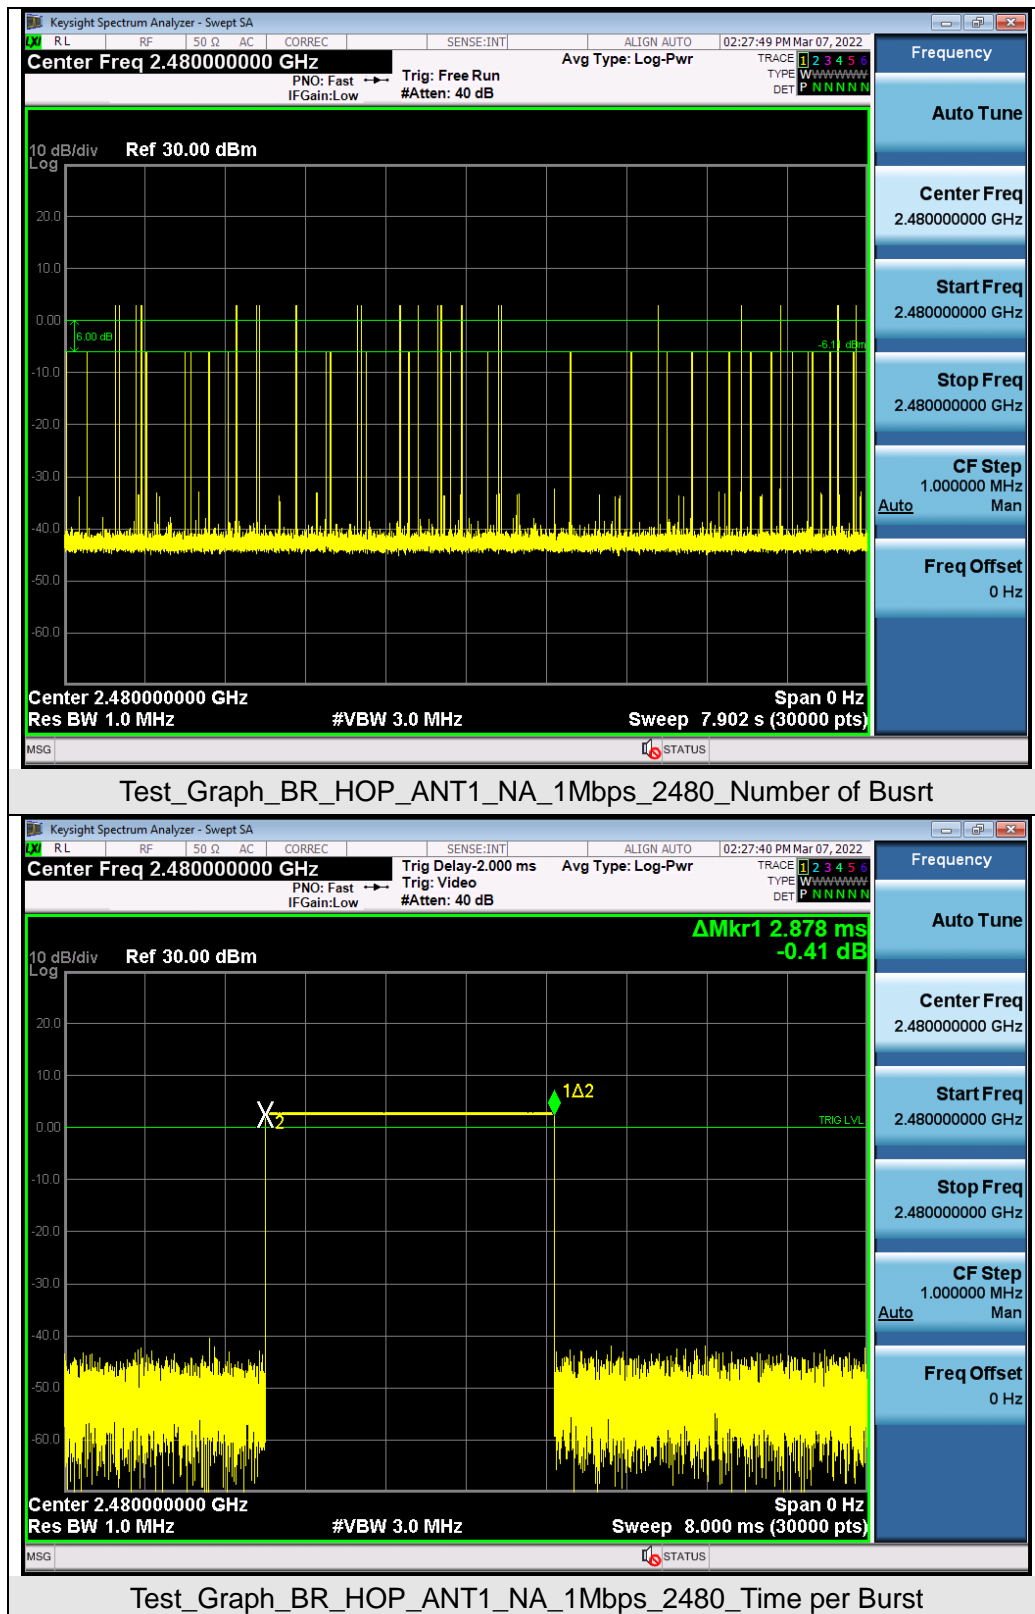 Keysight Spectrum Analyzer - Swept SA
LXI RL RF 50 Ω AC CORREC SENSE:INT ALIGN AUTO 02:27:49 PM Mar 07, 2022
Center Freq 2.480000000 GHz
PNO: Fast
IFGain:Low
Trig: Free Run
#Atten: 40 dB
Avg Type: Log-Pwr
TRACE 1 2 3 4 5 6
TYPE WWWWWW
DET P N N N N N
10 dB/div
Log
Ref 30.00 dBm
20.0
10.0
0.00
6.00 dB
-6.11 dBm
-10.0
-20.0
-30.0
-40.0
-50.0
-60.0
Center 2.480000000 GHz Span 0 Hz
Res BW 1.0 MHz #VBW 3.0 MHz Sweep 7.902 s (30000 pts)
MSG STATUS
Frequency
Auto Tune
Center Freq
2.480000000 GHz
Start Freq
2.480000000 GHz
Stop Freq
2.480000000 GHz
CF Step
1.000000 MHz
Auto Man
Freq Offset
0 Hz
Test_Graph_BR_HOP_ANT1_NA_1Mbps_2480_Number of Busrt
Keysight Spectrum Analyzer - Swept SA
LXI RL RF 50 Ω AC CORREC SENSE:INT ALIGN AUTO 02:27:40 PM Mar 07, 2022
Center Freq 2.480000000 GHz
PNO: Fast
IFGain:Low
Trig Delay-2.000 ms
Trig: Video
#Atten: 40 dB
Avg Type: Log-Pwr
TRACE 1 2 3 4 5 6
TYPE WWWWWW
DET P N N N N N
ΔMkr1 2.878 ms
-0.41 dB
10 dB/div
Log
Ref 30.00 dBm
20.0
10.0
1Δ2
2
0.00
TRIG LVL
-10.0
-20.0
-30.0
-40.0
-50.0
-60.0
Center 2.480000000 GHz Span 0 Hz
Res BW 1.0 MHz #VBW 3.0 MHz Sweep 8.000 ms (30000 pts)
MSG STATUS
Frequency
Auto Tune
Center Freq
2.480000000 GHz
Start Freq
2.480000000 GHz
Stop Freq
2.480000000 GHz
CF Step
1.000000 MHz
Auto Man
Freq Offset
0 Hz
Test_Graph_BR_HOP_ANT1_NA_1Mbps_2480_Time per Burst